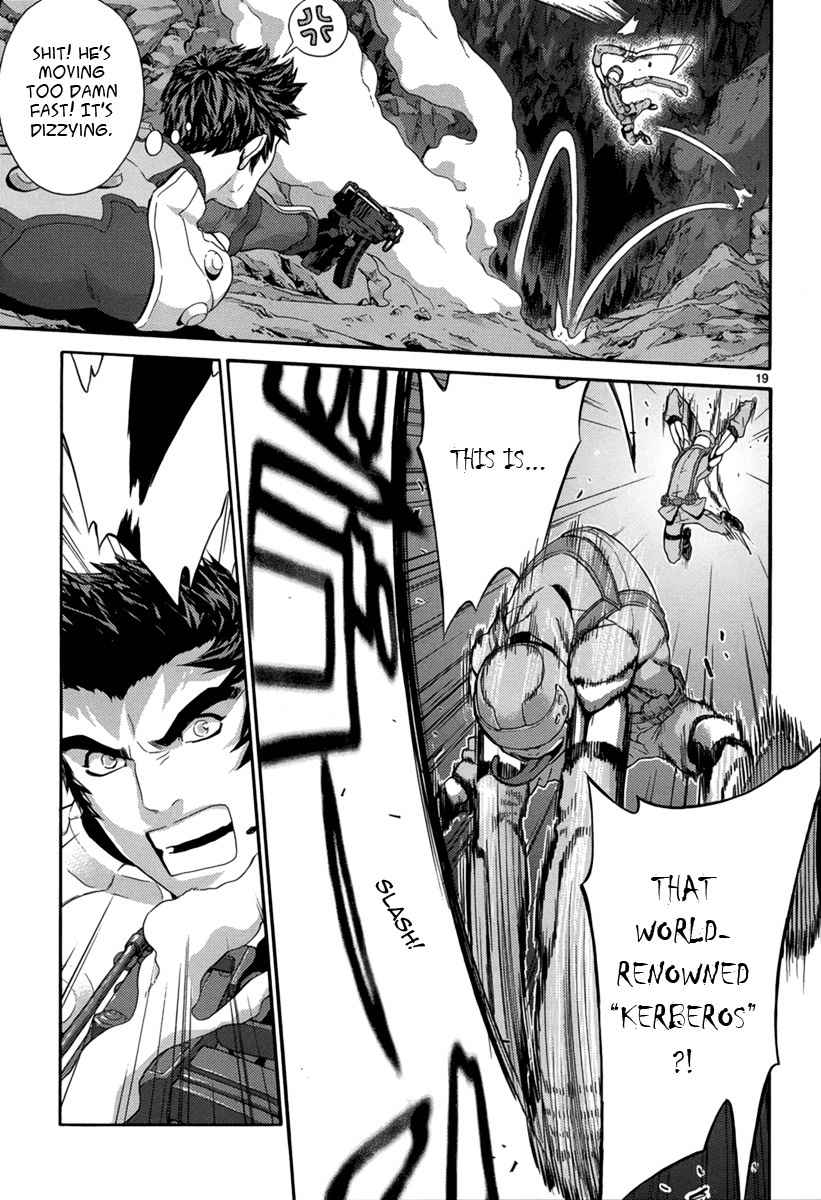 SHIT! HE'S
MOVING
TOO DAMN
FAST! IT'S
DIZZYING.
19
THIS IS...
THAT
WORLD-
RENOWNED
"KERBEROS"
?!
SLASH!